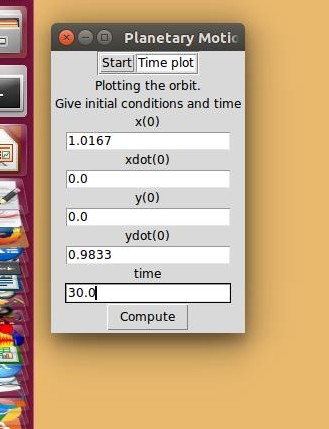 Planetary Motic
Start Time plot
Plotting the orbit.
Give initial conditions and time
x(0)
1.0167
xdot(0)
0.0
y(0)
0.0
ydot(0)
0.9833
time
30.0
Compute